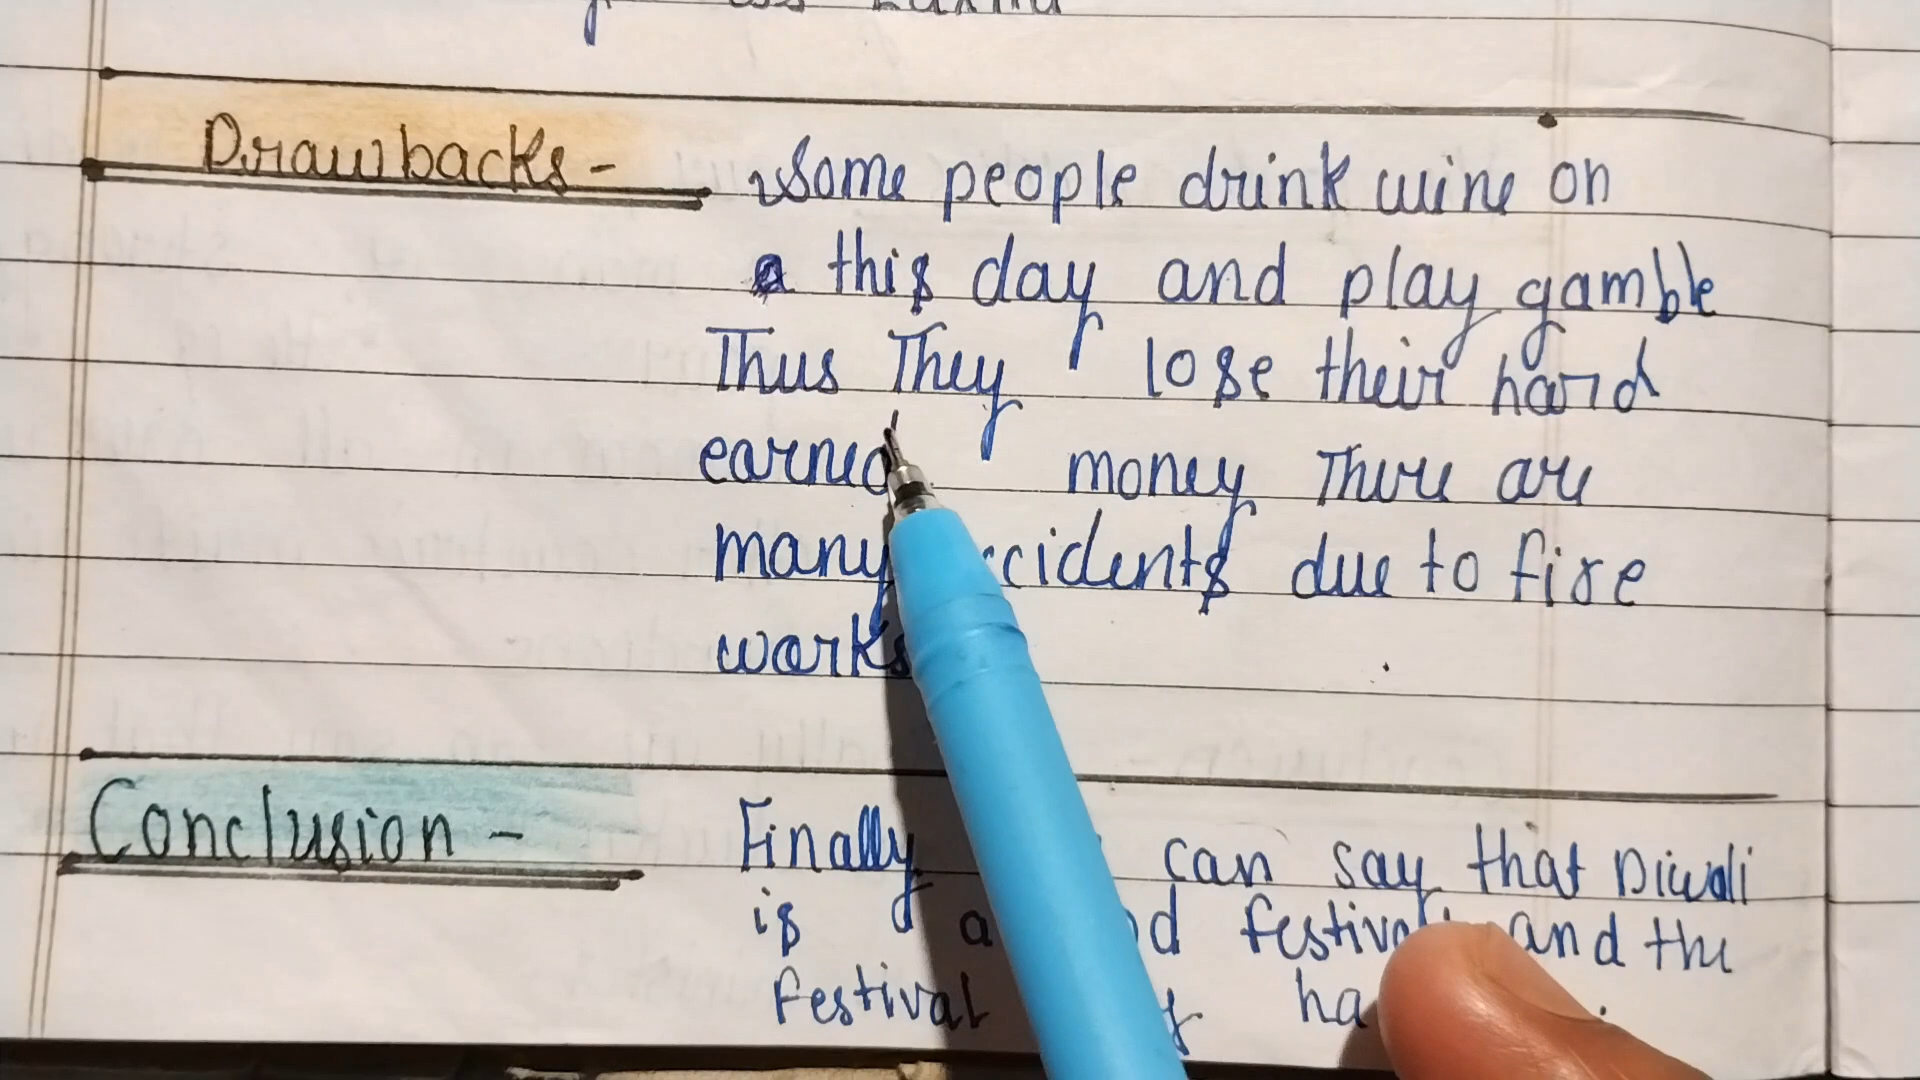 Drawbacks - Some people drink wine on
this day and play gamble
Thus They lose their hard
earned money There are
many accidents due to fire
works
Conclusion - Finally can say that Diwali
is a festival and the
festival